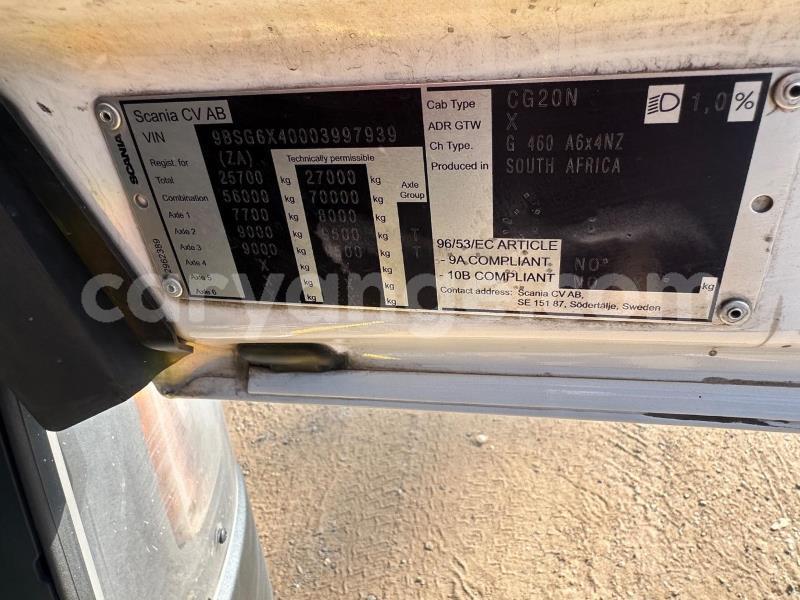 Scania CV AB
SCANIA
VIN 9BSG6X40003997939
Regist. for (ZA) Technically permissible
Total 25700 kg 27000 kg Axle
Combination 56000 kg 70000 kg Group
Axle 1 7700 kg 8000 kg
Axle 2 9000 kg 500 kg T
Axle 3 9000 kg kg T
Axle 4 X kg kg
Axle 5 kg kg
Axle 6 kg kg
2962389
Cab Type CG20N 1,0%
ADR GTW X
Ch Type. G 460 A6x4NZ
Produced in SOUTH AFRICA
96/53/EC ARTICLE
- 9A COMPLIANT NO
- 10B COMPLIANT NO kg
Contact address: Scania CV AB,
SE 151 87, Södertälje, Sweden